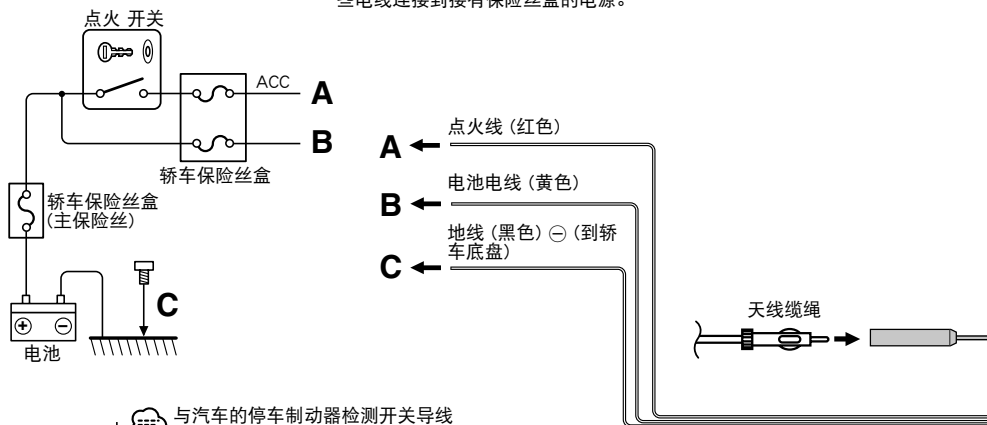 些电线连接到接有保险丝盒的电源。
点火 开关
ACC
A
B
轿车保险丝盒
轿车保险丝盒
(主保险丝)
C
电池
A
点火线 (红色)
B
电池电线 (黄色)
C
地线 (黑色) ⊖ (到轿
车底盘)
天线缆绳
与汽车的停车制动器检测开关导线